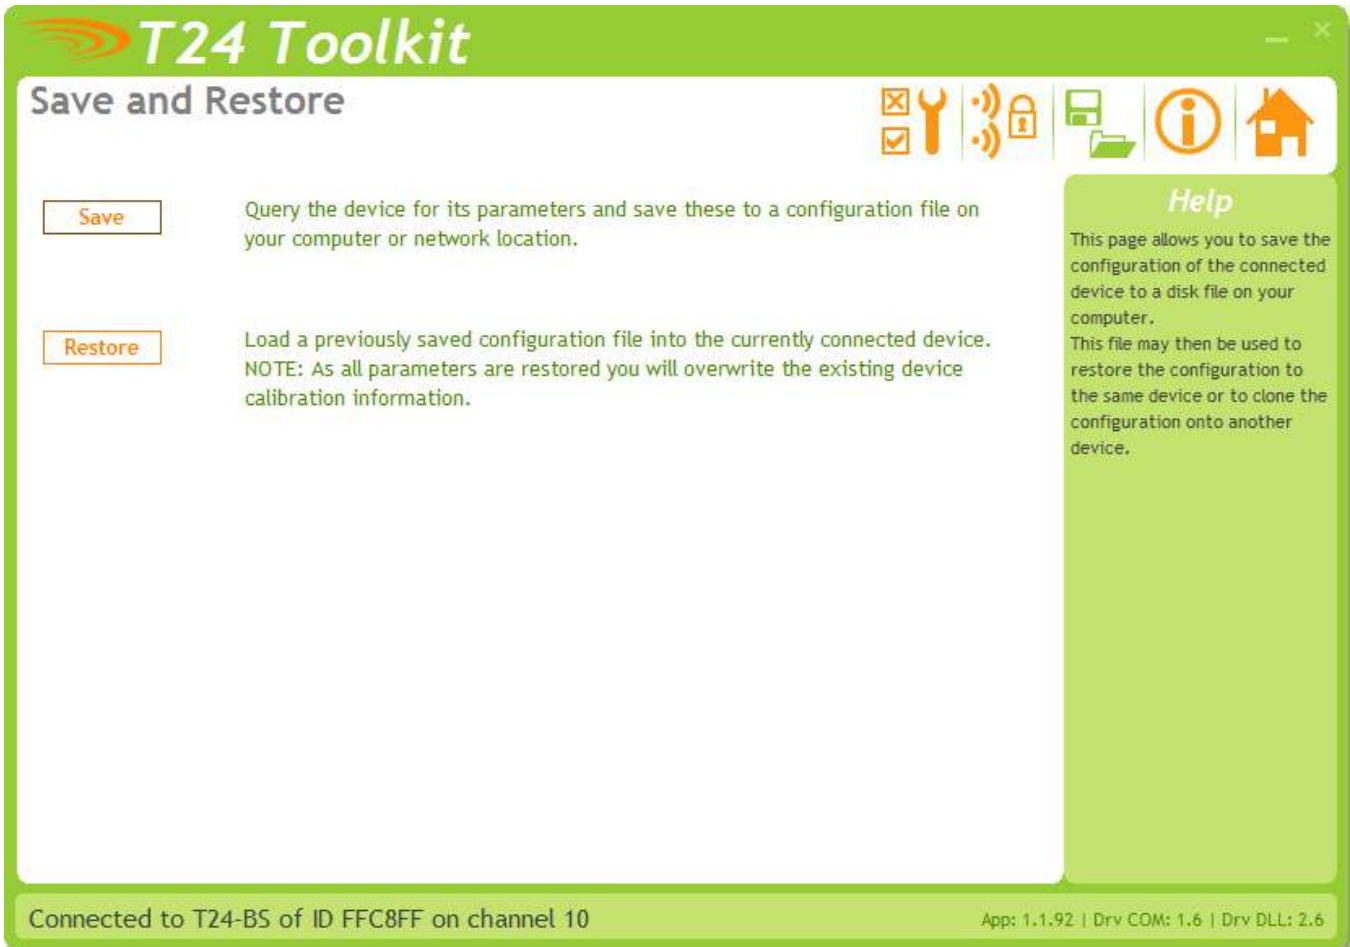 T24 Toolkit
Save and Restore
Save
Query the device for its parameters and save these to a configuration file on
your computer or network location.
Restore
Load a previously saved configuration file into the currently connected device.
NOTE: As all parameters are restored you will overwrite the existing device
calibration information.
Help
This page allows you to save the
configuration of the connected
device to a disk file on your
computer.
This file may then be used to
restore the configuration to
the same device or to clone the
configuration onto another
device.
Connected to T24-BS of ID FFC8FF on channel 10
App: 1.1.92 | Drv COM: 1.6 | Drv DLL: 2.6